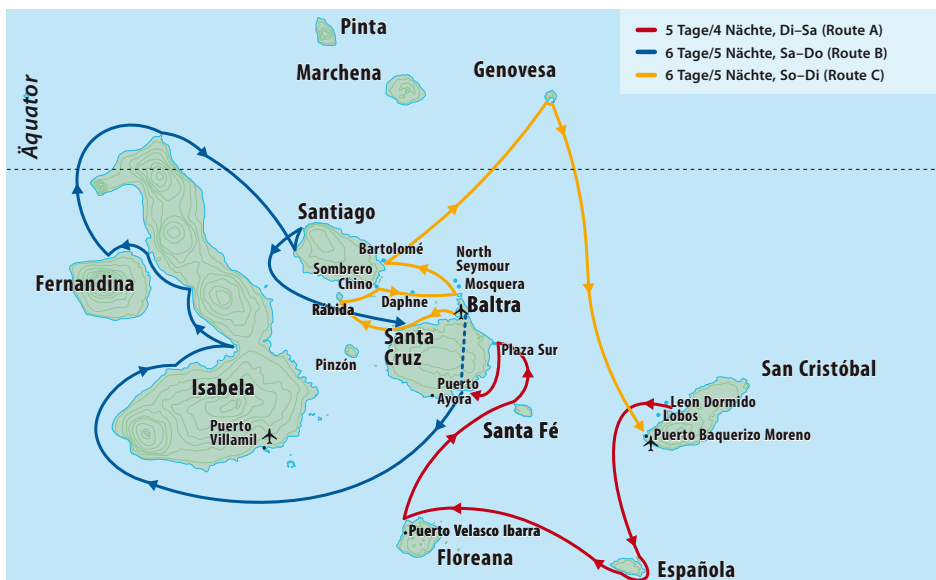 Pinta
5 Tage/4 Nächte, Di–Sa (Route A)
6 Tage/5 Nächte, Sa–Do (Route B)
6 Tage/5 Nächte, So–Di (Route C)
Marchena
Genovesa
Äquator
Santiago
Bartolomé
North
Seymour
Sombrero
Chino
Mosquera
Fernandina
Rábida
Daphne
Baltra
Santa
Cruz
Plaza Sur
Pinzón
San Cristóbal
Isabela
Puerto
Ayora
Leon Dormido
Lobos
Santa Fé
Puerto
Villamil
Puerto Baquerizo Moreno
Puerto Velasco Ibarra
Floreana
Española